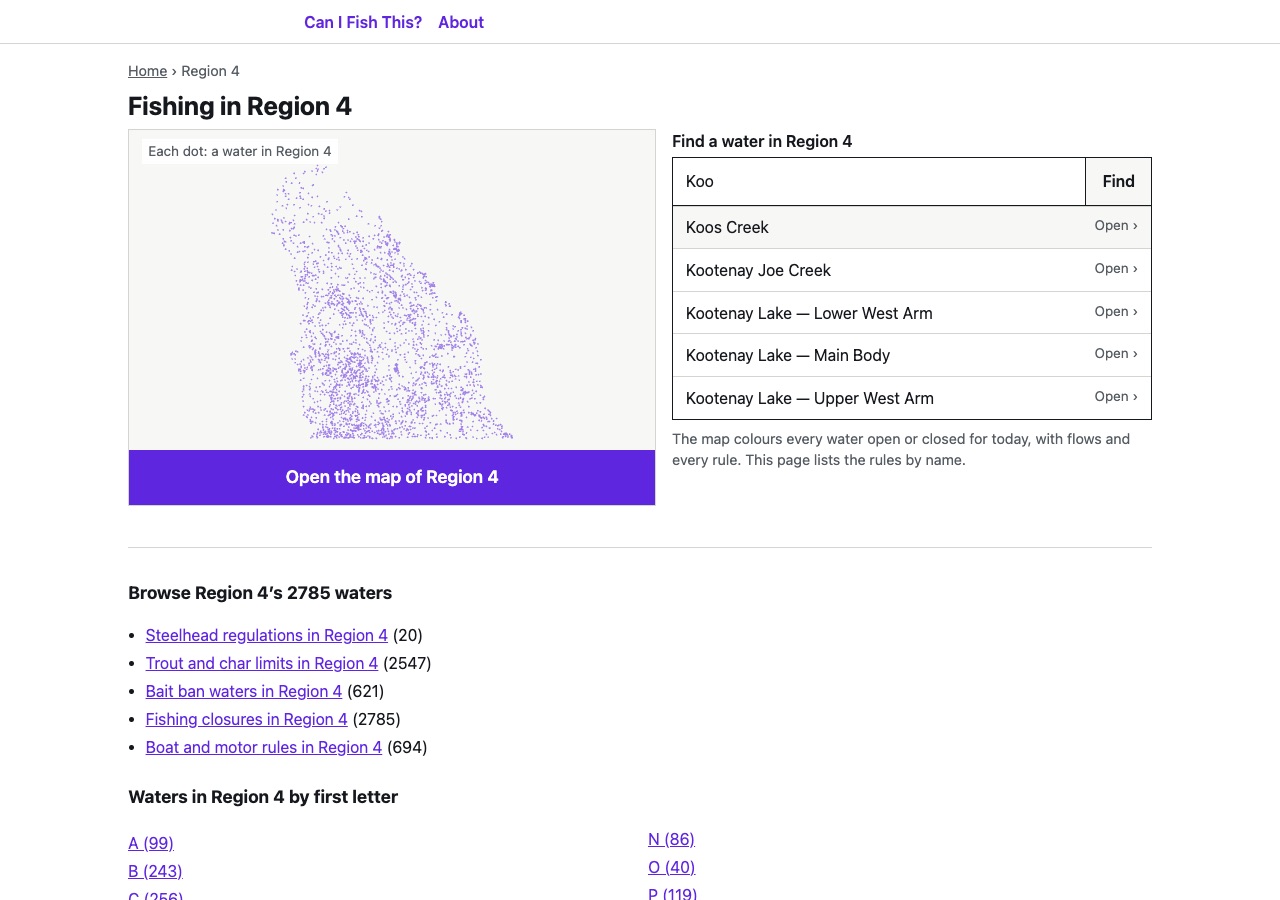 Can I Fish This? About
Home › Region 4
Fishing in Region 4
Each dot: a water in Region 4
Open the map of Region 4
Find a water in Region 4
Koo Find
Koos Creek Open ›
Kootenay Joe Creek Open ›
Kootenay Lake — Lower West Arm Open ›
Kootenay Lake — Main Body Open ›
Kootenay Lake — Upper West Arm Open ›
The map colours every water open or closed for today, with flows and
every rule. This page lists the rules by name.
Browse Region 4’s 2785 waters
• Steelhead regulations in Region 4 (20)
• Trout and char limits in Region 4 (2547)
• Bait ban waters in Region 4 (621)
• Fishing closures in Region 4 (2785)
• Boat and motor rules in Region 4 (694)
Waters in Region 4 by first letter
A (99)
B (243)
C (256)
N (86)
O (40)
P (119)